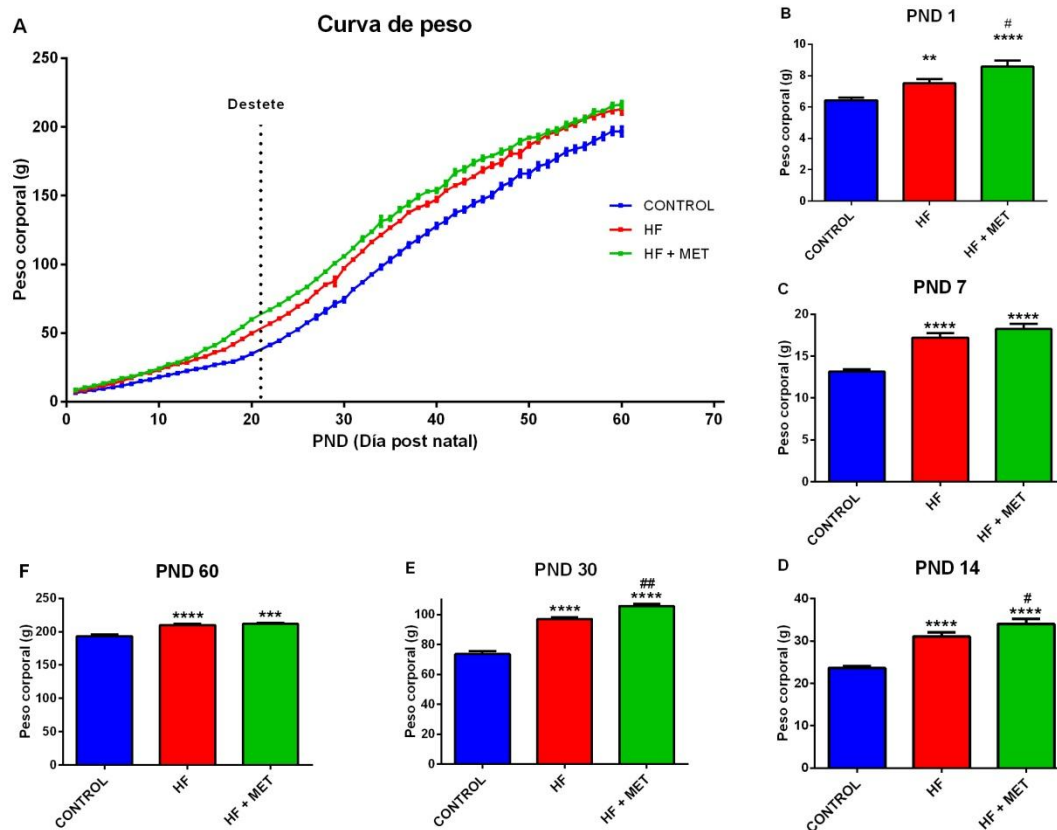 A
Curva de peso
Peso corporal (g)
250
200
150
100
50
0
Destete
CONTROL
HF
HF + MET
0 10 20 30 40 50 60 70
PND (Día post natal)
B
PND 1
Peso corporal (g)
10
8
6
4
2
0
**
#
****
CONTROL
HF
HF + MET
C
PND 7
Peso corporal (g)
20
15
10
5
0
****
****
CONTROL
HF
HF + MET
F
PND 60
Peso corporal (g)
250
200
150
100
50
0
****
***
CONTROL
HF
HF + MET
E
PND 30
Peso corporal (g)
100
80
60
40
20
0
****
##
****
CONTROL
HF
HF + MET
D
PND 14
Peso corporal (g)
40
30
20
10
0
****
#
****
CONTROL
HF
HF + MET